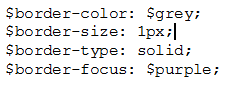 $border-color: $grey;
$border-size: 1px;
$border-type: solid;
$border-focus: $purple;